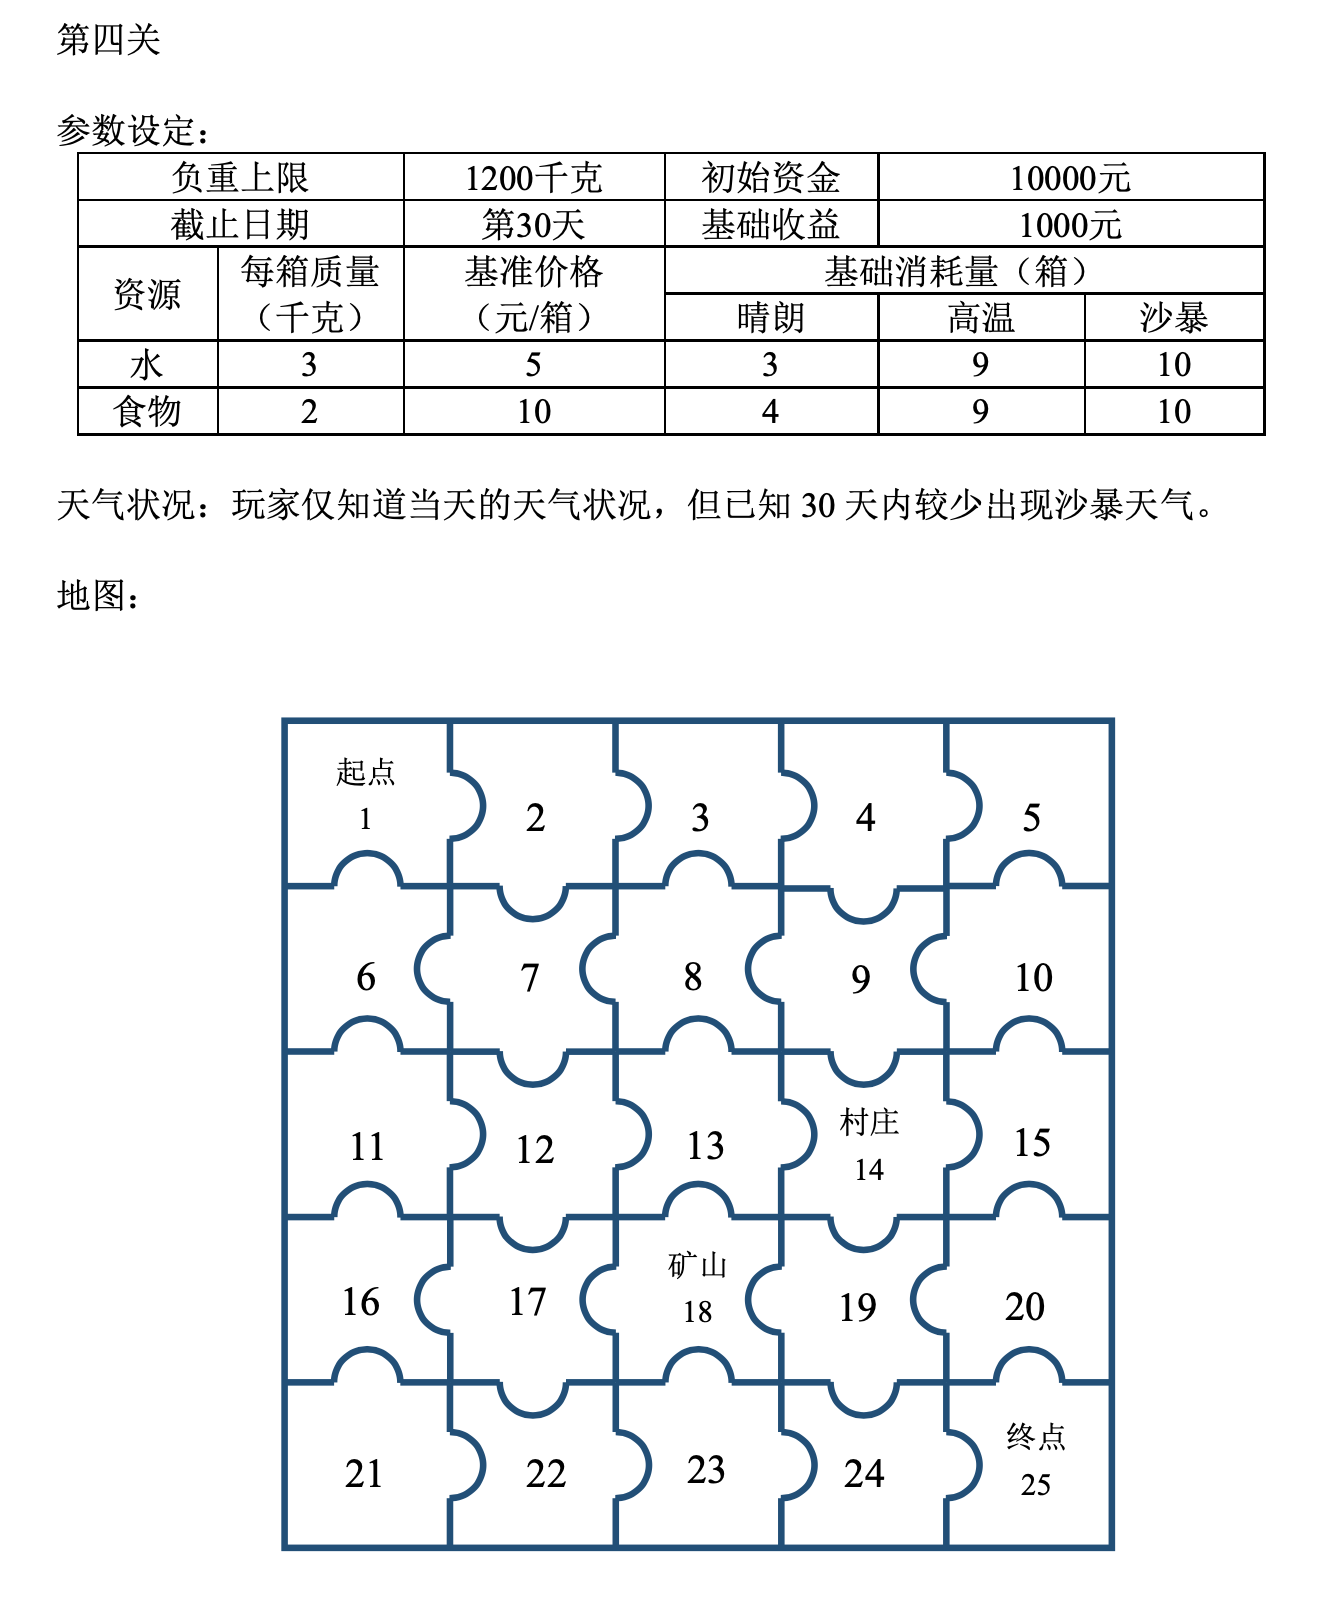 第四关
参数设定：
负重上限 1200千克 初始资金 10000元
截止日期 第30天 基础收益 1000元
资源 每箱质量（千克） 基准价格（元/箱） 基础消耗量（箱）
晴朗 高温 沙暴
水 3 5 3 9 10
食物 2 10 4 9 10
天气状况：玩家仅知道当天的天气状况，但已知 30 天内较少出现沙暴天气。
地图：
起点
1 2 3 4 5
6 7 8 9 10
村庄
11 12 13 14 15
矿山
16 17 18 19 20
终点
21 22 23 24 25